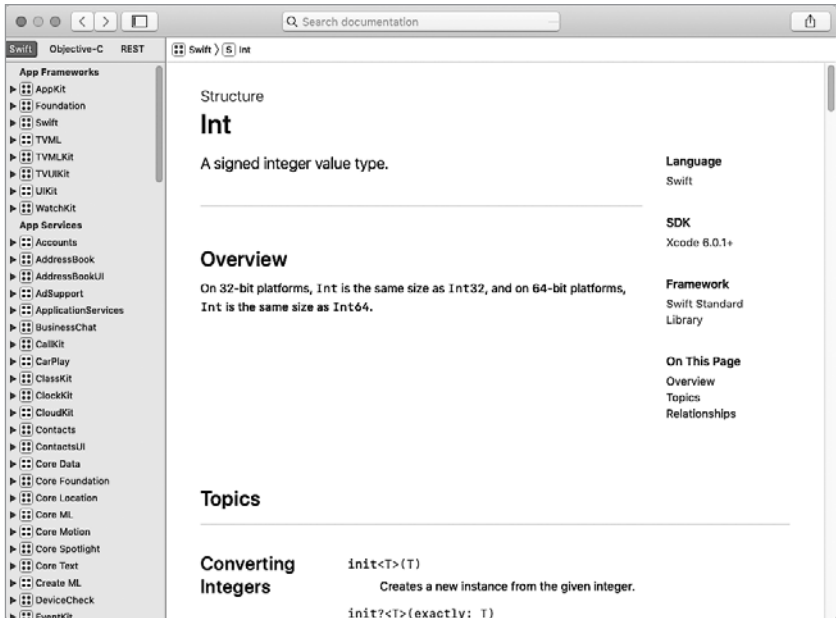 Search documentation
Swift Objective-C REST
Swift Int
App Frameworks
AppKit
Foundation
Swift
TVML
TVMLKit
TVUIKit
UIKit
WatchKit
App Services
Accounts
AddressBook
AddressBookUI
AdSupport
ApplicationServices
BusinessChat
CallKit
CarPlay
ClassKit
ClockKit
CloudKit
Contacts
ContactsUI
Core Data
Core Foundation
Core Location
Core ML
Core Motion
Core Spotlight
Core Text
Create ML
DeviceCheck
EventKit
Structure
Int
A signed integer value type.
Overview
On 32-bit platforms, Int is the same size as Int32, and on 64-bit platforms,
Int is the same size as Int64.
Topics
Converting
Integers
init<T>(T)
Creates a new instance from the given integer.
init?<T>(exactly: T)
Language
Swift
SDK
Xcode 6.0.1+
Framework
Swift Standard
Library
On This Page
Overview
Topics
Relationships